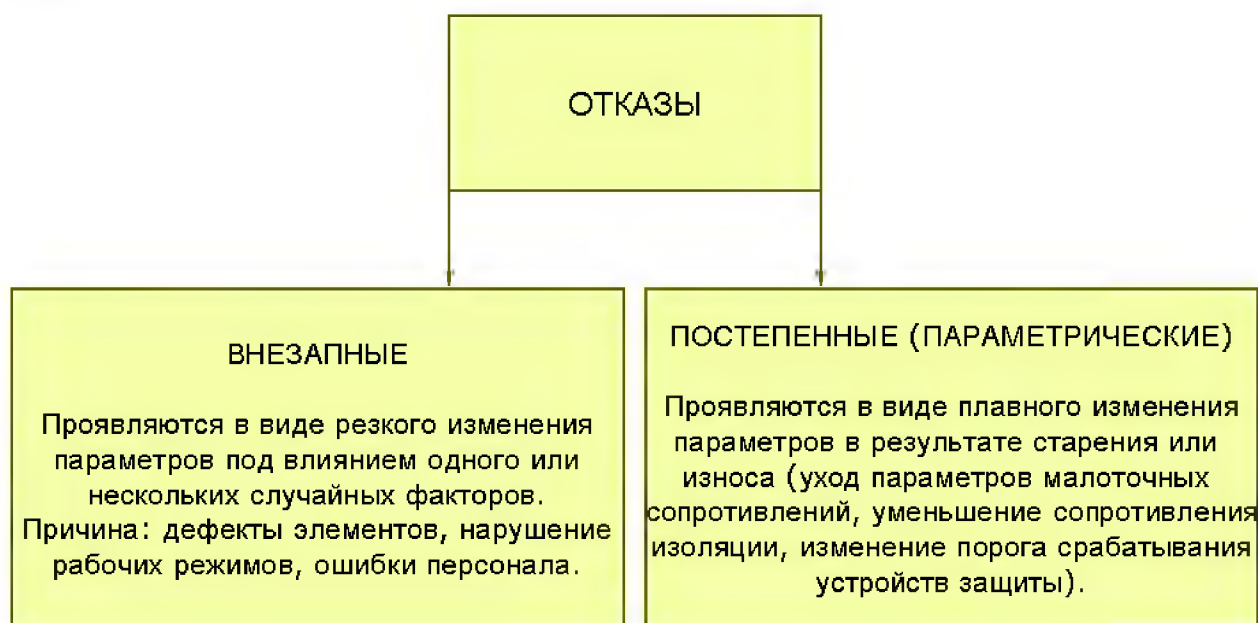 ОТКАЗЫ
ВНЕЗАПНЫЕ
Проявляются в виде резкого изменения
параметров под влиянием одного или
нескольких случайных факторов.
Причина: дефекты элементов, нарушение
рабочих режимов, ошибки персонала.
ПОСТЕПЕННЫЕ (ПАРАМЕТРИЧЕСКИЕ)
Проявляются в виде плавного изменения
параметров в результате старения или
износа (уход параметров малоточных
сопротивлений, уменьшение сопротивления
изоляции, изменение порога срабатывания
устройств защиты).